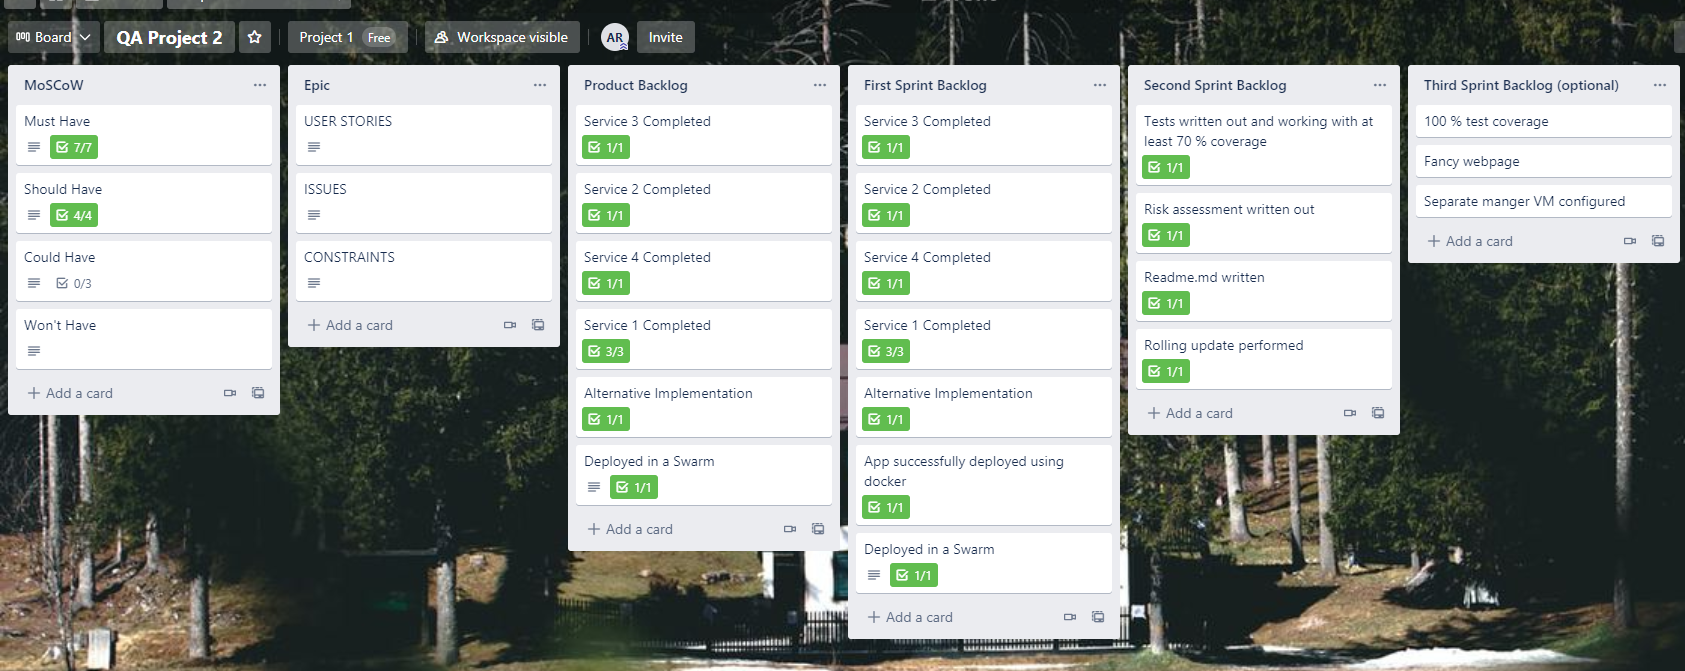 Board
QA Project 2
Project 1 Free
Workspace visible
AR
Invite
MoSCoW
Must Have
7/7
Should Have
4/4
Could Have
0/3
Won't Have
+ Add a card
Epic
USER STORIES
ISSUES
CONSTRAINTS
+ Add a card
Product Backlog
Service 3 Completed
1/1
Service 2 Completed
1/1
Service 4 Completed
1/1
Service 1 Completed
3/3
Alternative Implementation
1/1
Deployed in a Swarm
1/1
+ Add a card
First Sprint Backlog
Service 3 Completed
1/1
Service 2 Completed
1/1
Service 4 Completed
1/1
Service 1 Completed
3/3
Alternative Implementation
1/1
App successfully deployed using
docker
1/1
Deployed in a Swarm
1/1
+ Add a card
Second Sprint Backlog
Tests written out and working with at
least 70 % coverage
1/1
Risk assessment written out
1/1
Readme.md written
1/1
Rolling update performed
1/1
+ Add a card
Third Sprint Backlog (optional)
100 % test coverage
Fancy webpage
Separate manger VM configured
+ Add a card